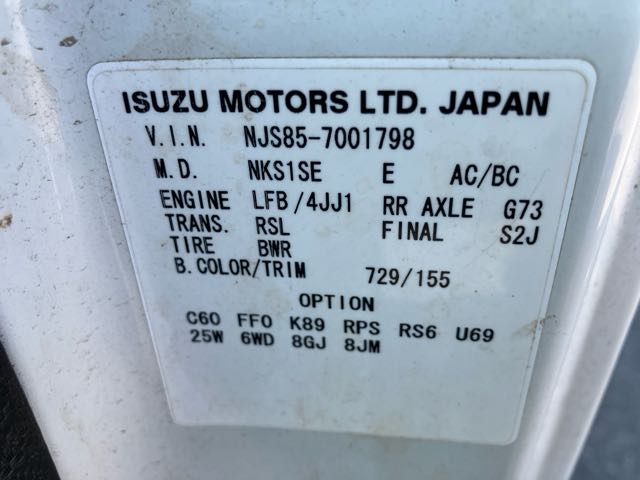 ISUZU MOTORS LTD. JAPAN
V.I.N. NJS85-7001798
M.D. NKS1SE E AC/BC
ENGINE LFB/4JJ1 RR AXLE G73
TRANS. RSL FINAL S2J
TIRE BWR
B.COLOR/TRIM 729/155
OPTION
C60 FF0 K89 RPS RS6 U69
25W 6WD 8GJ 8JM